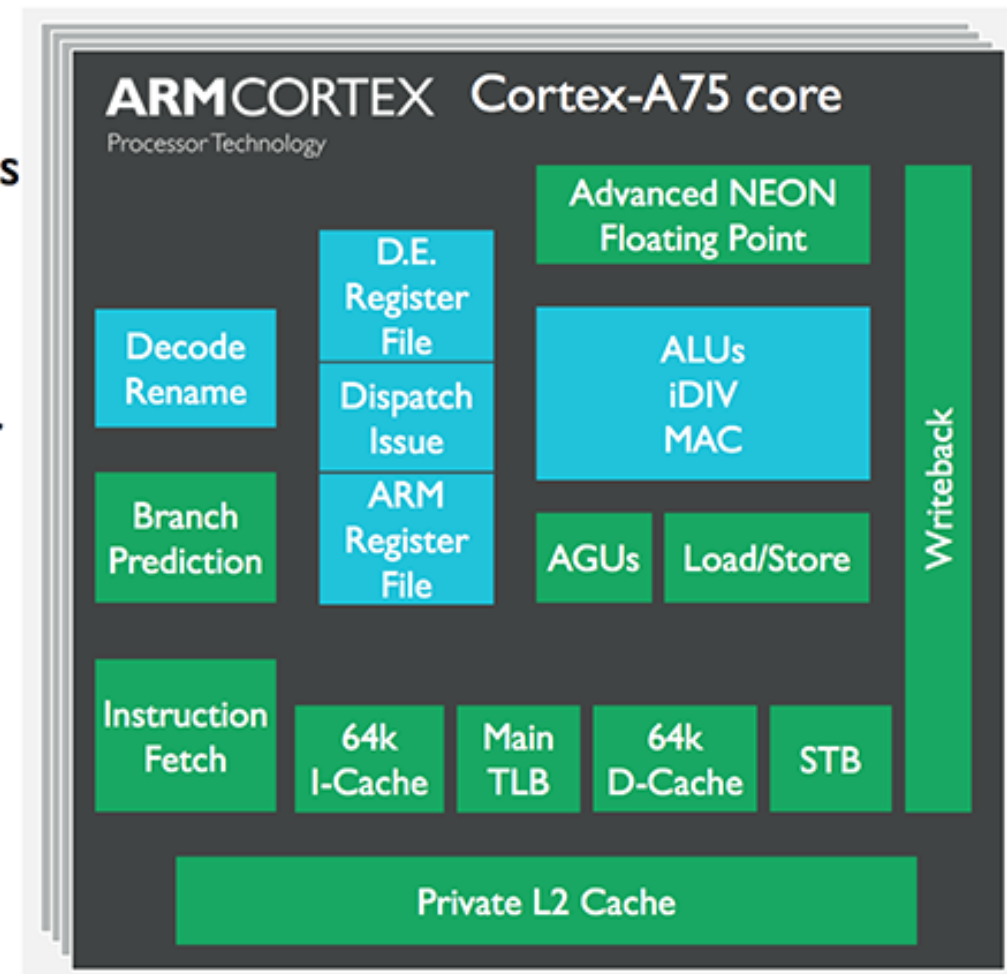 ARMCORTEX Cortex-A75 core
Processor Technology
s
Advanced NEON
Floating Point
D.E.
Register
File
Decode
Rename
ALUs
iDIV
MAC
Dispatch
Issue
Branch
Prediction
ARM
Register
File
AGUs
Load/Store
Writeback
Instruction
Fetch
64k
I-Cache
Main
TLB
64k
D-Cache
STB
Private L2 Cache